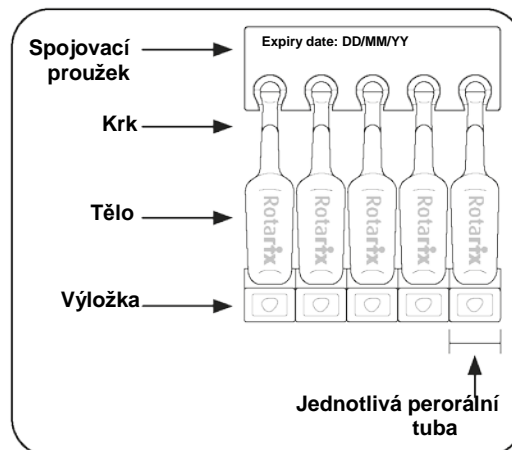 Spojovací
proužek
Expiry date: DD/MM/YY
Krk
Tělo
Rotarix
Rotarix
Rotarix
Rotarix
Rotarix
Výložka
Jednotlivá perorální
tuba